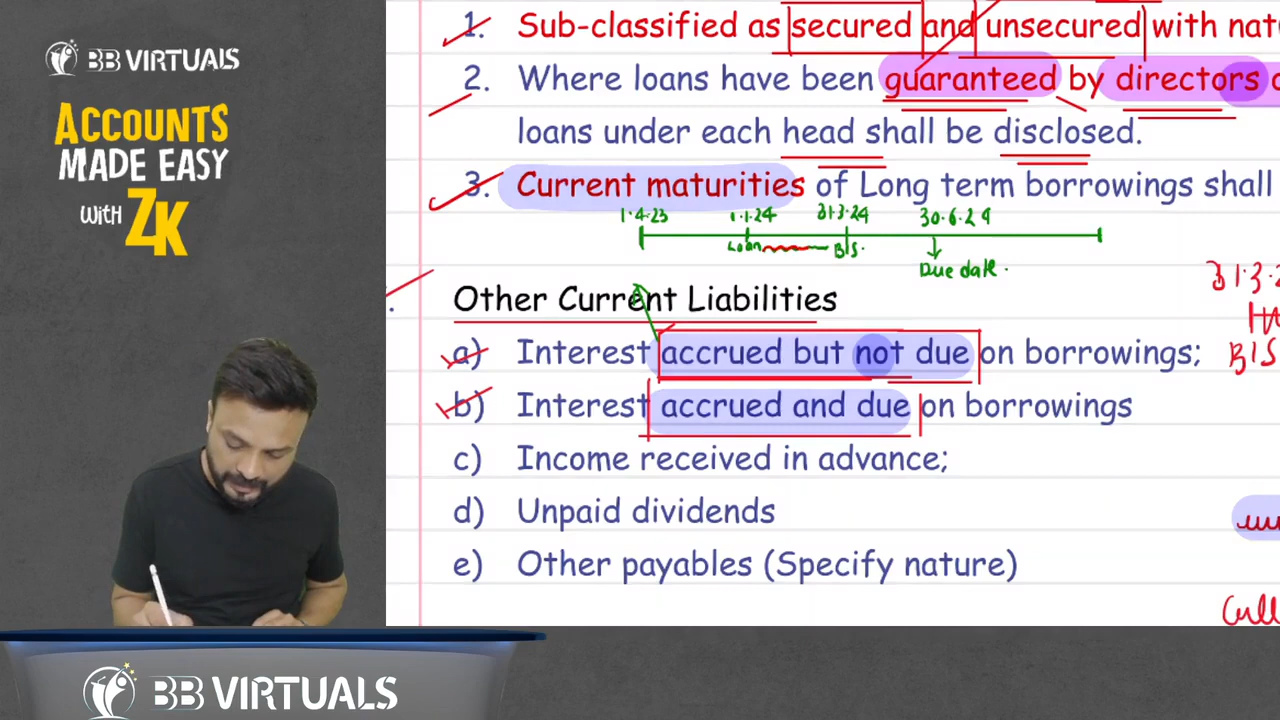 BB VIRTUALS
ACCOUNTS
MADE EASY
WITH ZK
1. Sub-classified as secured and unsecured with
2. Where loans have been guaranteed by directors
loans under each head shall be disclosed.
3. Current maturities of Long term borrowings shall
1.4.23 1.1.24 31.3.24 30.6.24
Loan B/S.
Due date.
Other Current Liabilities
a) Interest accrued but not due on borrowings;
B/S
b) Interest accrued and due on borrowings
c) Income received in advance;
d) Unpaid dividends
e) Other payables (Specify nature)
BB VIRTUALS